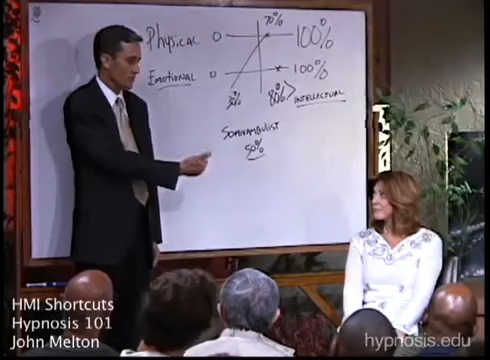 70%
Physical 0 100%
Emotional 0 100%
30% 80% > INTELLECTUAL
SOMNAMBULIST
50%
HMI Shortcuts
Hypnosis 101
John Melton
hypnosis.edu